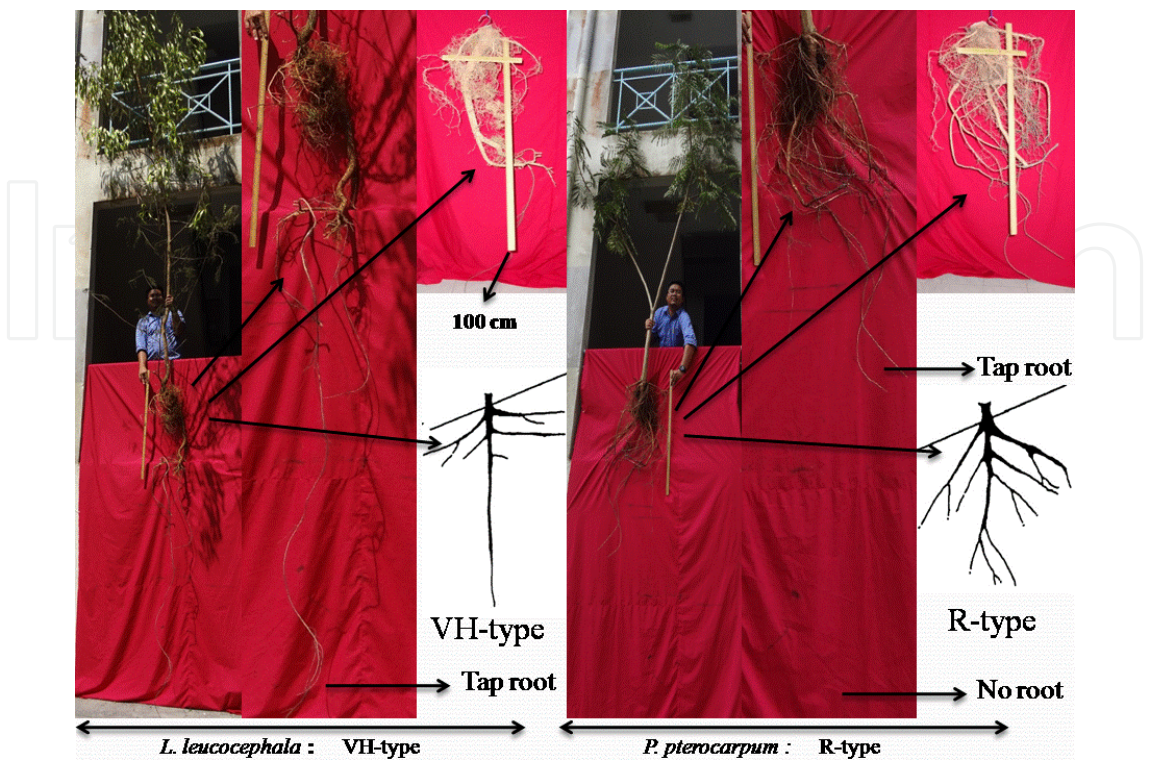 100 cm
Tap root
VH-type
R-type
Tap root
No root
L. leucocephala : VH-type
P. pterocarpum : R-type